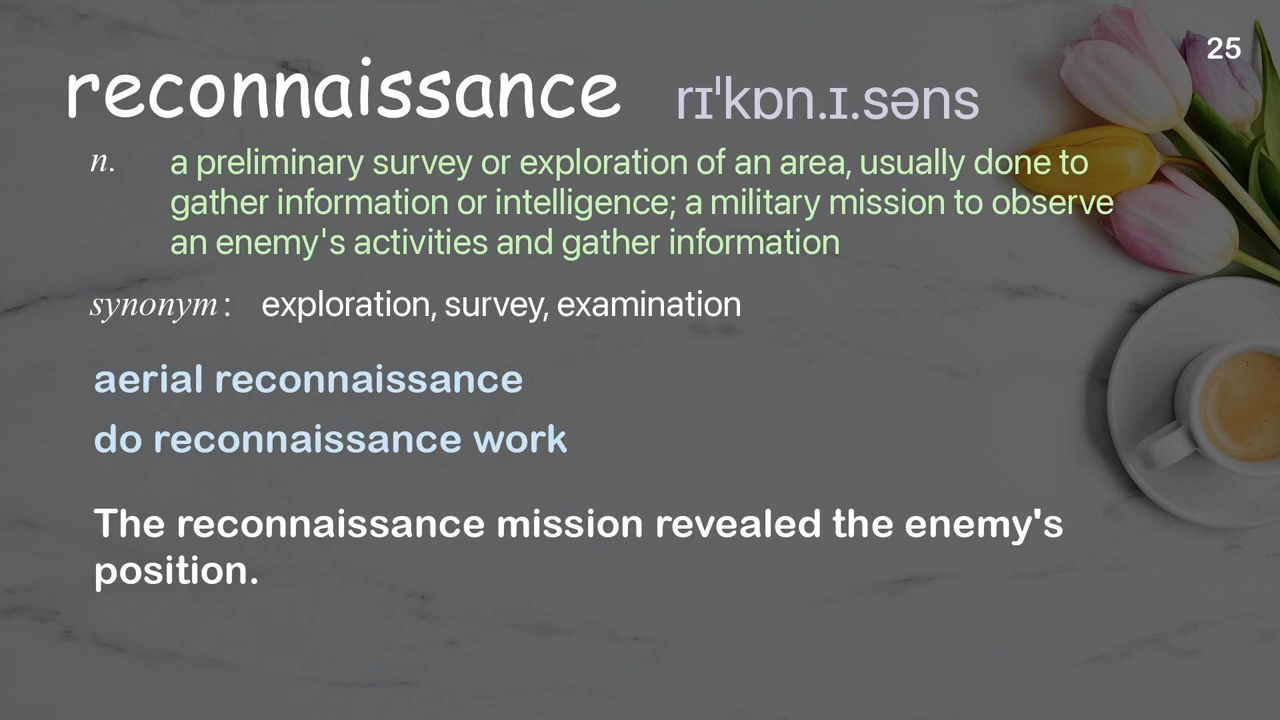 25
reconnaissance rɪˈkɒn.ɪ.səns
n. a preliminary survey or exploration of an area, usually done to
gather information or intelligence; a military mission to observe
an enemy's activities and gather information
synonym: exploration, survey, examination
aerial reconnaissance
do reconnaissance work
The reconnaissance mission revealed the enemy's
position.